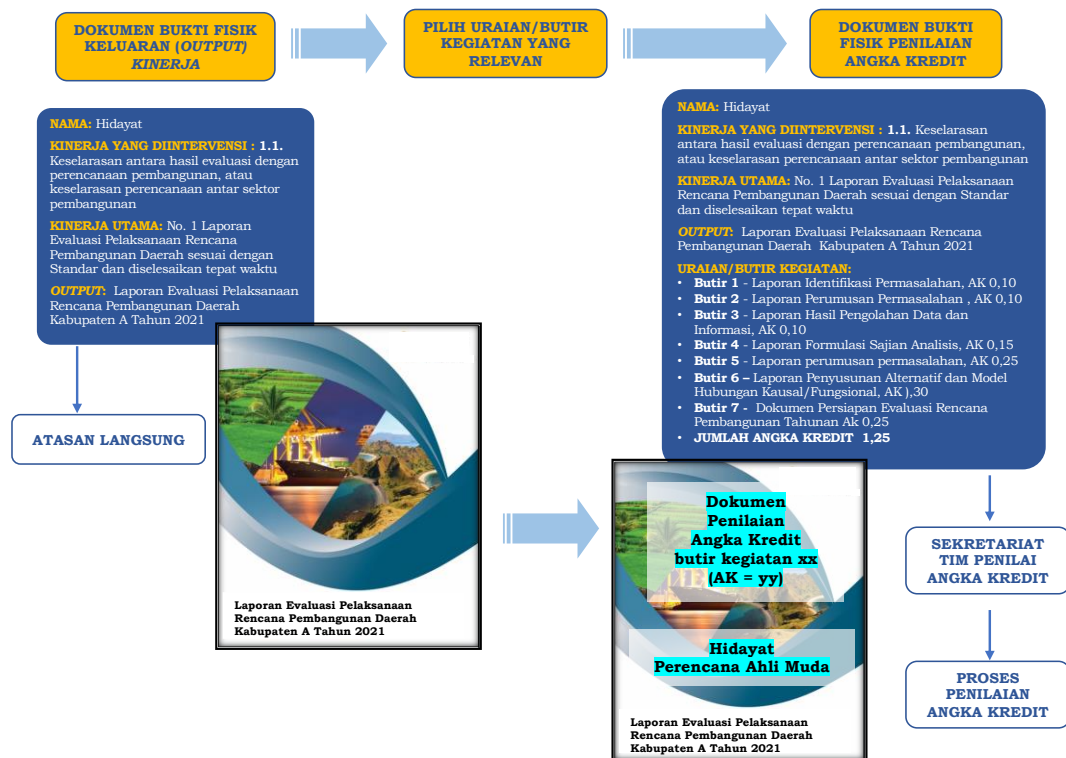 DOKUMEN BUKTI FISIK
KELUARAN (OUTPUT)
KINERJA
PILIH URAIAN/BUTIR
KEGIATAN YANG
RELEVAN
DOKUMEN BUKTI
FISIK PENILAIAN
ANGKA KREDIT
NAMA: Hidayat
KINERJA YANG DIINTERVENSI : 1.1.
Keselarasan antara hasil evaluasi dengan
perencanaan pembangunan, atau
keselarasan perencanaan antar sektor
pembangunan
KINERJA UTAMA: No. 1 Laporan
Evaluasi Pelaksanaan Rencana
Pembangunan Daerah sesuai dengan
Standar dan diselesaikan tepat waktu
OUTPUT: Laporan Evaluasi Pelaksanaan
Rencana Pembangunan Daerah
Kabupaten A Tahun 2021
ATASAN LANGSUNG
Laporan Evaluasi Pelaksanaan
Rencana Pembangunan Daerah
Kabupaten A Tahun 2021
NAMA: Hidayat
KINERJA YANG DIINTERVENSI : 1.1. Keselarasan
antara hasil evaluasi dengan perencanaan pembangunan,
atau keselarasan perencanaan antar sektor pembangunan
KINERJA UTAMA: No. 1 Laporan Evaluasi Pelaksanaan
Rencana Pembangunan Daerah sesuai dengan Standar
dan diselesaikan tepat waktu
OUTPUT: Laporan Evaluasi Pelaksanaan Rencana
Pembangunan Daerah Kabupaten A Tahun 2021
URAIAN/BUTIR KEGIATAN:
• Butir 1 - Laporan Identifikasi Permasalahan, AK 0,10
• Butir 2 - Laporan Perumusan Permasalahan , AK 0,10
• Butir 3 - Laporan Hasil Pengolahan Data dan
Informasi, AK 0,10
• Butir 4 - Laporan Formulasi Sajian Analisis, AK 0,15
• Butir 5 - Laporan perumusan permasalahan, AK 0,25
• Butir 6 – Laporan Penyusunan Alternatif dan Model
Hubungan Kausal/Fungsional, AK ),30
• Butir 7 - Dokumen Persiapan Evaluasi Rencana
Pembangunan Tahunan Ak 0,25
• JUMLAH ANGKA KREDIT 1,25
Dokumen
Penilaian
Angka Kredit
butir kegiatan xx
(AK = yy)
Hidayat
Perencana Ahli Muda
Laporan Evaluasi Pelaksanaan
Rencana Pembangunan Daerah
Kabupaten A Tahun 2021
SEKRETARIAT
TIM PENILAI
ANGKA KREDIT
PROSES
PENILAIAN
ANGKA KREDIT